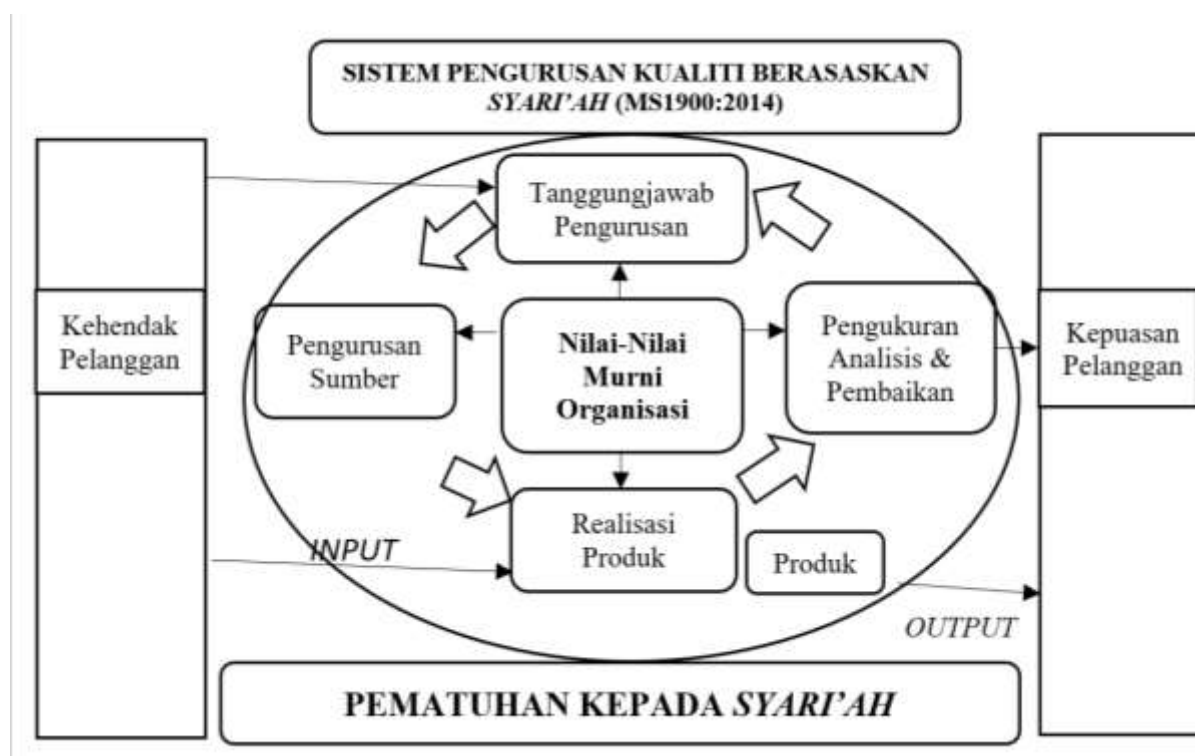 SISTEM PENGURUSAN KUALITI BERASASKAN
SYARI'AH (MS1900:2014)
Tanggungjawab
Pengurusan
Kehendak
Pelanggan
Pengurusan
Sumber
Nilai-Nilai
Murni
Organisasi
Pengukuran
Analisis &
Pembaikan
Kepuasan
Pelanggan
INPUT
Realisasi
Produk
Produk
OUTPUT
PEMATUHAN KEPADA SYARI'AH